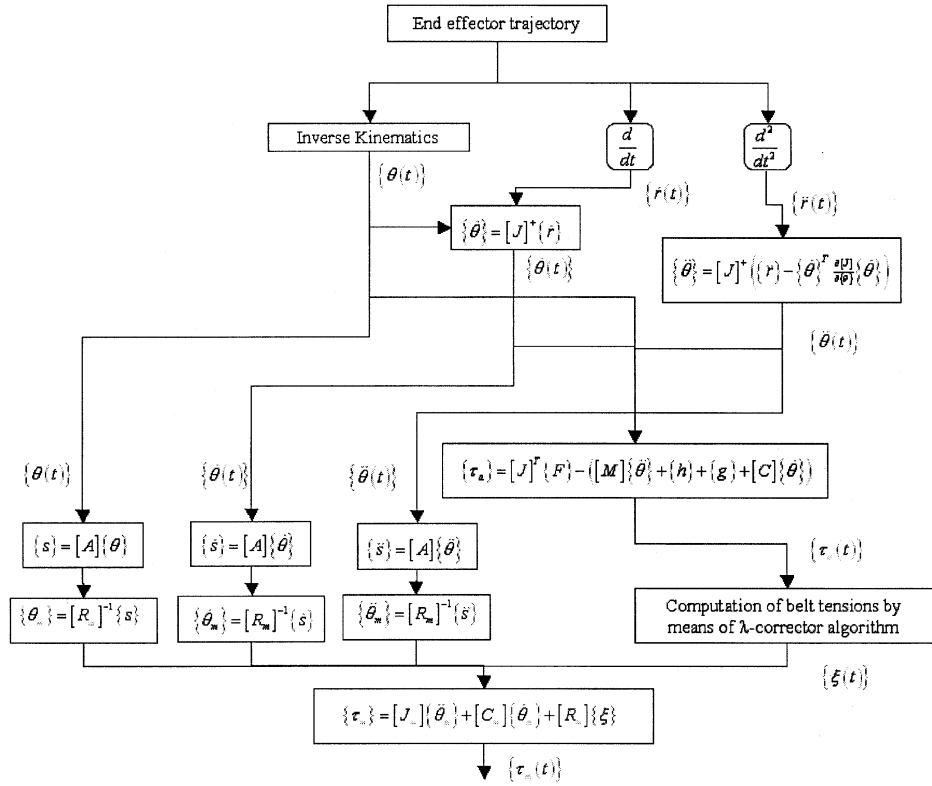 End effector trajectory
Inverse Kinematics
d/dt
d²/dt²
{θ(t)}
{ṙ(t)}
{r̈(t)}
{θ̇} = [J]⁺{ṙ}
{θ̇(t)}
{θ̈} = [J]⁺({r̈} − {θ̇}ᵀ ∂[J]/∂{θ} {θ̇})
{θ̈(t)}
{θ(t)}
{θ̇(t)}
{θ̈(t)}
{τₐ} = [J]ᵀ{F} − ([M]{θ̈} + {h} + {g} + [C]{θ̇})
{s} = [A]{θ}
{ṡ} = [A]{θ̇}
{s̈} = [A]{θ̈}
{τ (t)}
{θₘ} = [Rₘ]⁻¹{s}
{θ̇ₘ} = [Rₘ]⁻¹{ṡ}
{θ̈ₘ} = [Rₘ]⁻¹{s̈}
Computation of belt tensions by
means of λ-corrector algorithm
{ξ(t)}
{τₘ} = [Jₘ]{θ̈ₘ} + [Cₘ]{θ̇ₘ} + [Rₘ]{ξ}
{τₘ(t)}